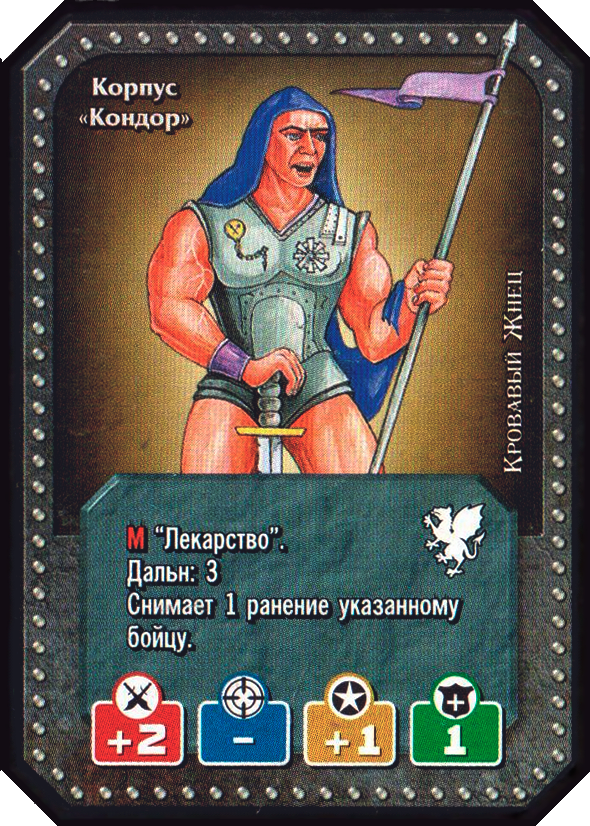 Корпус
«Кондор»
Кровавый Жнец
М “Лекарство”.
Дальн: 3
Снимает 1 ранение указанному
бойцу.
+2 – +1 1